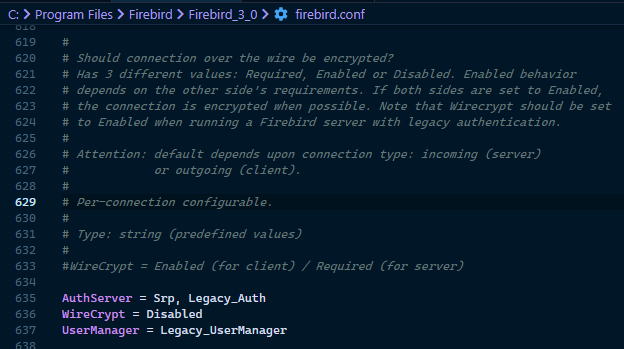 C: > Program Files > Firebird > Firebird_3_0 > firebird.conf
618
619 #
620 # Should connection over the wire be encrypted?
621 # Has 3 different values: Required, Enabled or Disabled. Enabled behavior
622 # depends on the other side's requirements. If both sides are set to Enabled,
623 # the connection is encrypted when possible. Note that Wirecrypt should be set
624 # to Enabled when running a Firebird server with legacy authentication.
625 #
626 # Attention: default depends upon connection type: incoming (server)
627 #            or outgoing (client).
628 #
629 # Per-connection configurable.
630 #
631 # Type: string (predefined values)
632 #
633 #WireCrypt = Enabled (for client) / Required (for server)
634
635 AuthServer = Srp, Legacy_Auth
636 WireCrypt = Disabled
637 UserManager = Legacy_UserManager
638